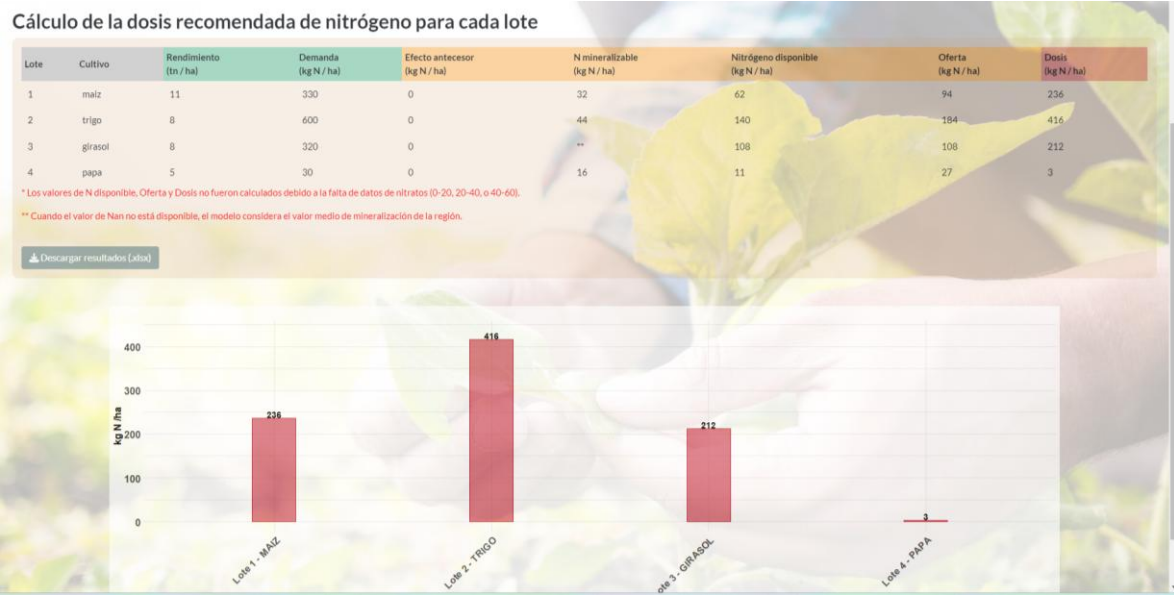 Cálculo de la dosis recomendada de nitrógeno para cada lote
Lote Cultivo Rendimiento (tn / ha) Demanda (kg N / ha) Efecto antecesor (kg N / ha) N mineralizable (kg N / ha) Nitrógeno disponible (kg N / ha) Oferta (kg N / ha) Dosis (kg N / ha)
1 maiz 11 330 0 32 62 94 236
2 trigo 8 600 0 44 140 184 416
3 girasol 8 320 0 ** 108 108 212
4 papa 5 30 0 16 11 27 3
* Los valores de N disponible, Oferta y Dosis no fueron calculados debido a la falta de datos de nitratos (0-20, 20-40, o 40-60).
** Cuando el valor de Nan no está disponible, el modelo considera el valor medio de mineralización de la región.
Descargar resultados (.xlsx)
kg N /ha
400
300
200
100
0
236
416
212
3
Lote 1 - MAIZ
Lote 2 - TRIGO
ote 3 - GIRASOL
Lote 4 - PAPA